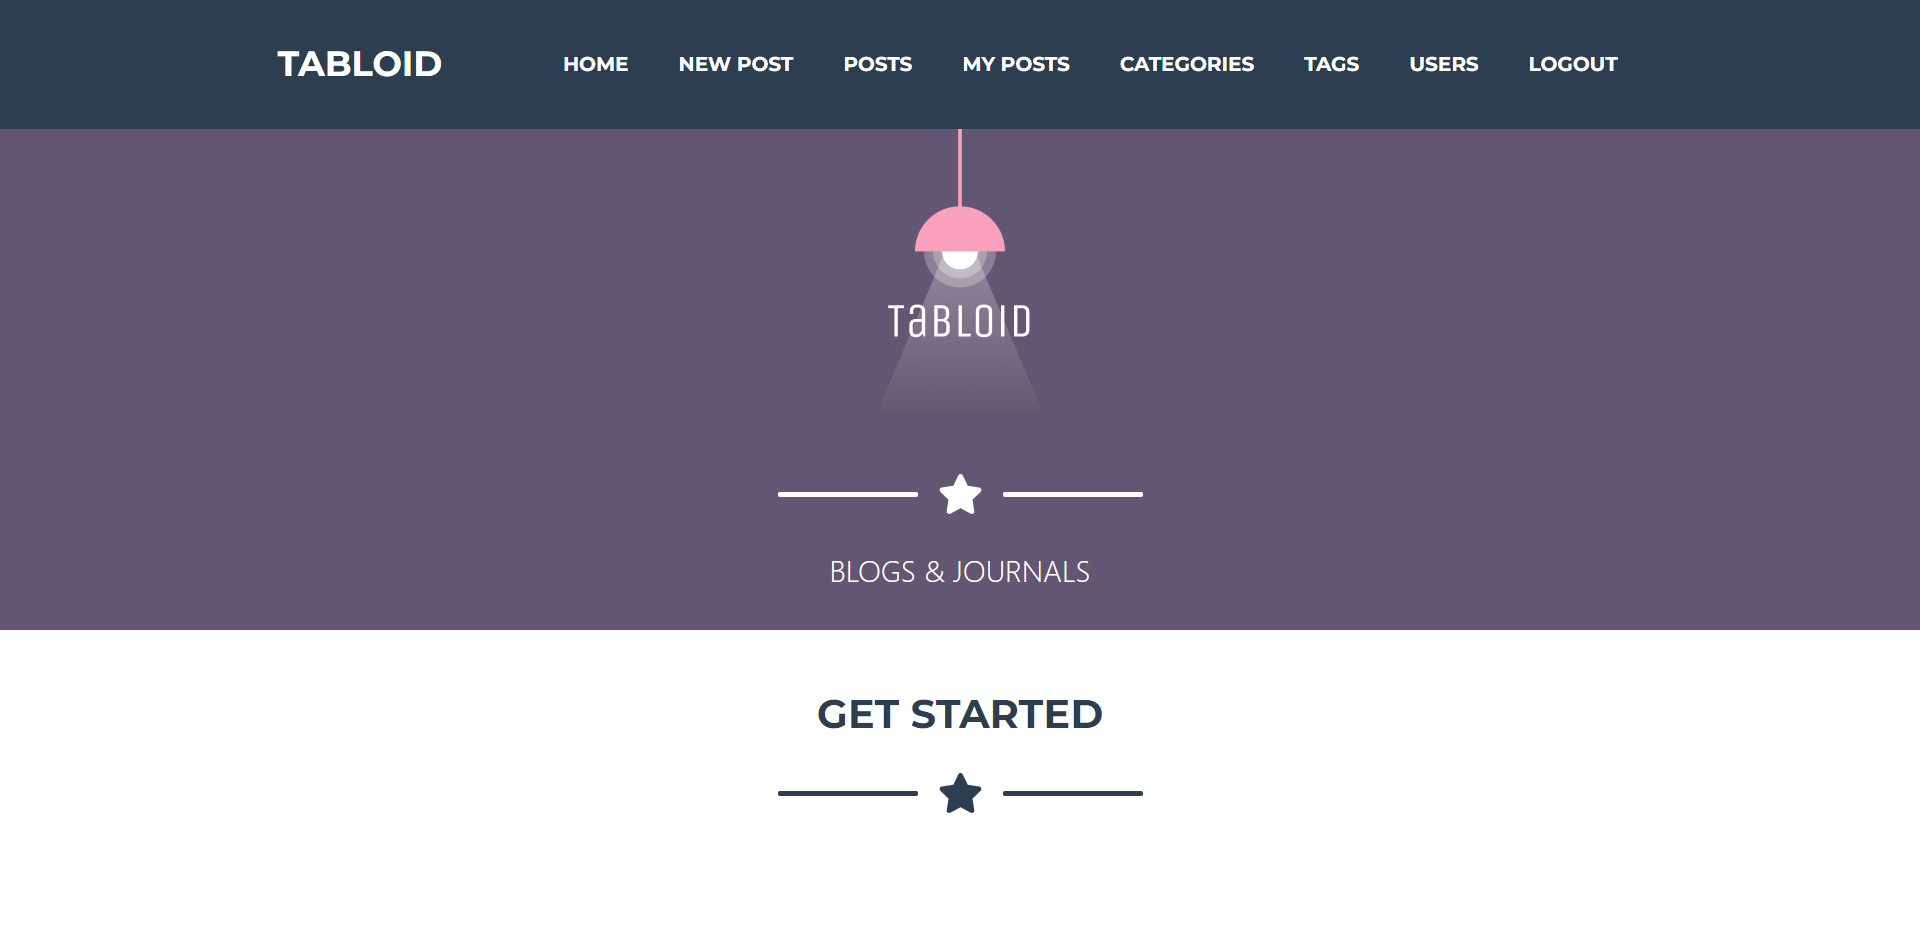 TABLOID HOME NEW POST POSTS MY POSTS CATEGORIES TAGS USERS LOGOUT
TaBLOID
BLOGS & JOURNALS
GET STARTED